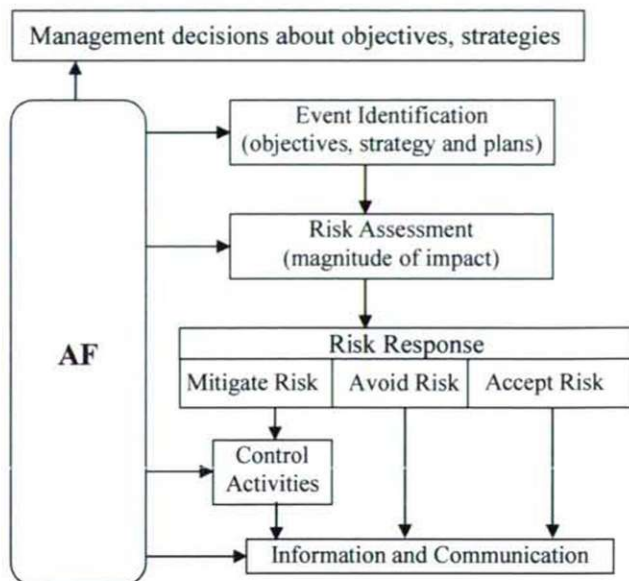 Management decisions about objectives, strategies
Event Identification
(objectives, strategy and plans)
Risk Assessment
(magnitude of impact)
AF
Risk Response
Mitigate Risk
Avoid Risk
Accept Risk
Control
Activities
Information and Communication